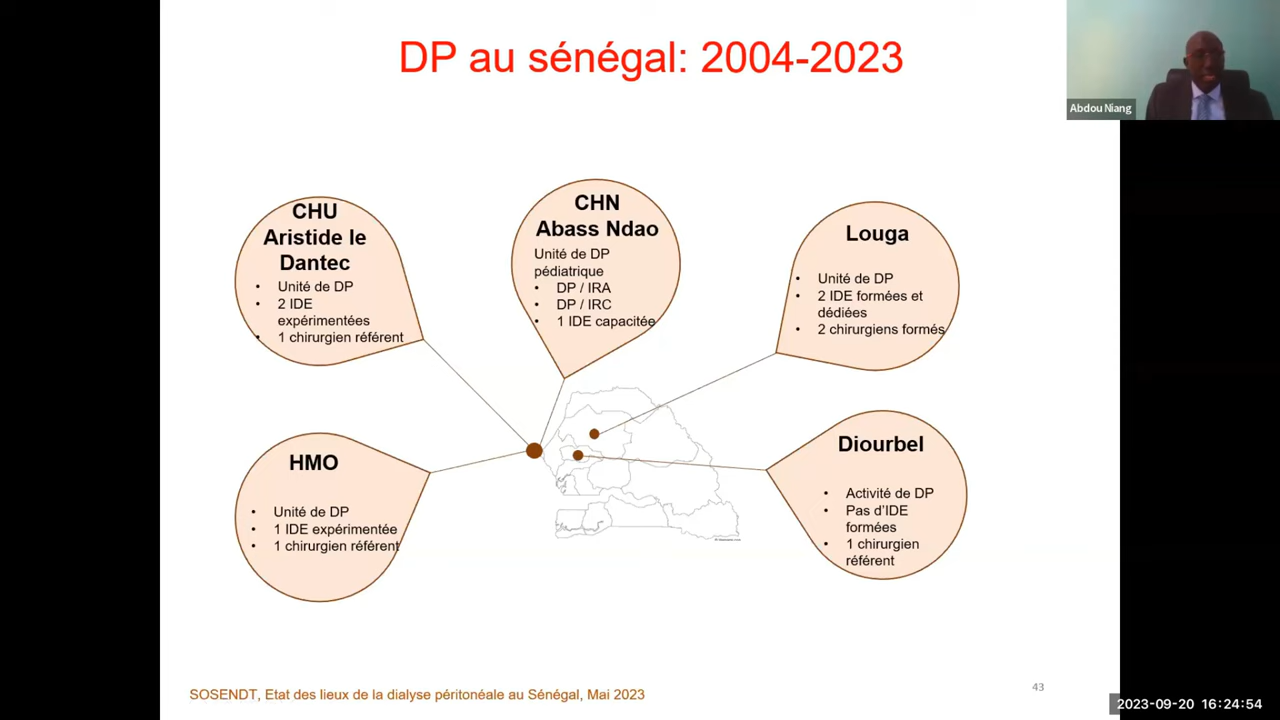 DP au sénégal: 2004-2023
Abdou Niang
CHU
Aristide le
Dantec
• Unité de DP
• 2 IDE
expérimentées
• 1 chirurgien référent
CHN
Abass Ndao
Unité de DP
pédiatrique
• DP / IRA
• DP / IRC
• 1 IDE capacitée
Louga
• Unité de DP
• 2 IDE formées et
dédiées
• 2 chirurgiens formés
HMO
• Unité de DP
• 1 IDE expérimentée
• 1 chirurgien référent
Diourbel
• Activité de DP
• Pas d'IDE
formées
• 1 chirurgien
référent
SOSENDT, Etat des lieux de la dialyse péritonéale au Sénégal, Mai 2023
43
2023-09-20 16:24:54